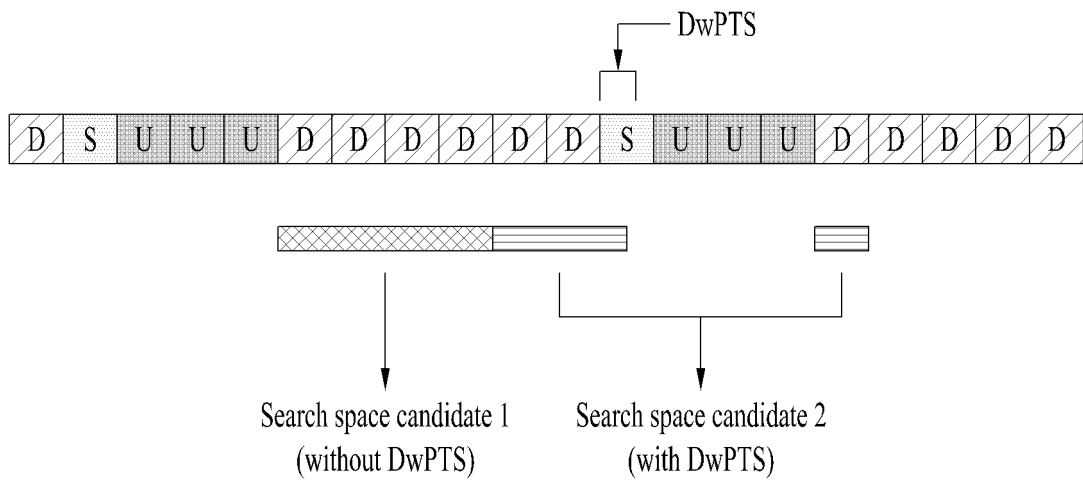 DwPTS
D S U U U D D D D D D S U U U D D D D D
Search space candidate 1
(without DwPTS)
Search space candidate 2
(with DwPTS)